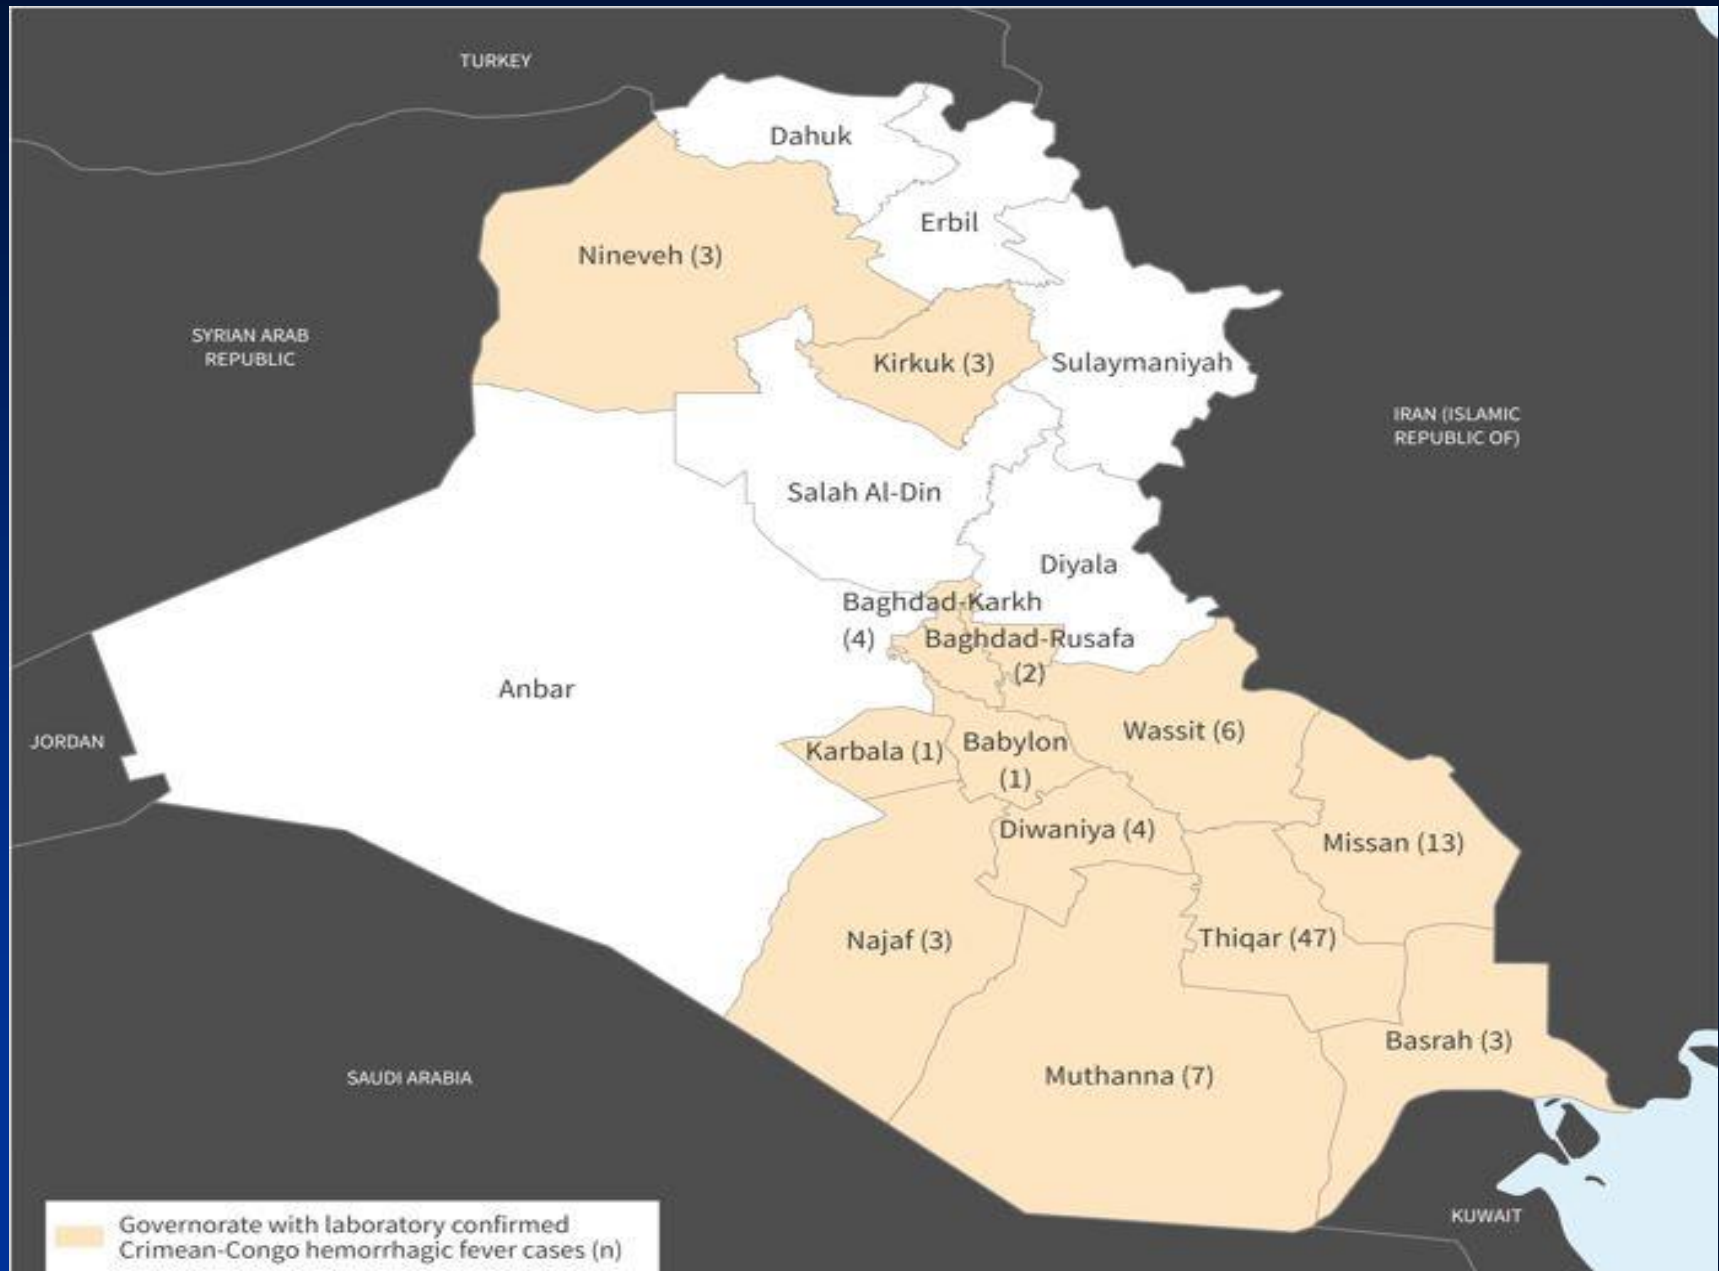 TURKEY
Dahuk
Erbil
Nineveh (3)
SYRIAN ARAB
REPUBLIC
Kirkuk (3)
Sulaymaniyah
IRAN (ISLAMIC
REPUBLIC OF)
Salah Al-Din
Diyala
Baghdad-Karkh
(4)
Baghdad-Rusafa
(2)
Anbar
JORDAN
Wassit (6)
Karbala (1)
Babylon
(1)
Diwaniya (4)
Missan (13)
Najaf (3)
Thiqar (47)
Basrah (3)
Muthanna (7)
SAUDI ARABIA
KUWAIT
Governorate with laboratory confirmed
Crimean-Congo hemorrhagic fever cases (n)